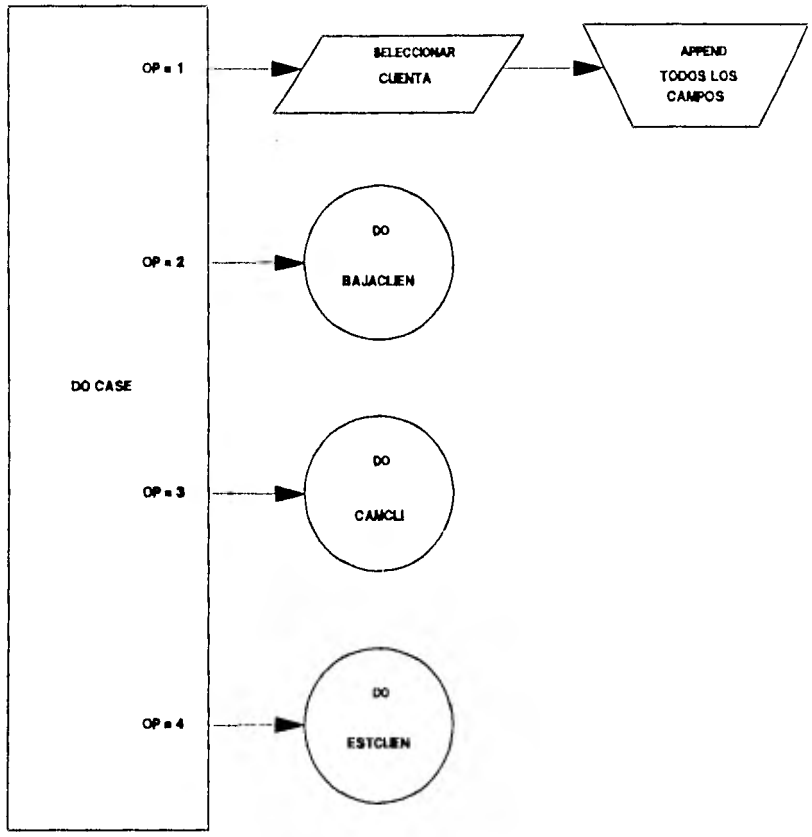 OP = 1
SELECCIONAR
CUENTA
APPEND
TODOS LOS
CAMPOS
OP = 2
DO
BAJACLIEN
DO CASE
OP = 3
DO
CAMCLI
OP = 4
DO
ESTCLIEN